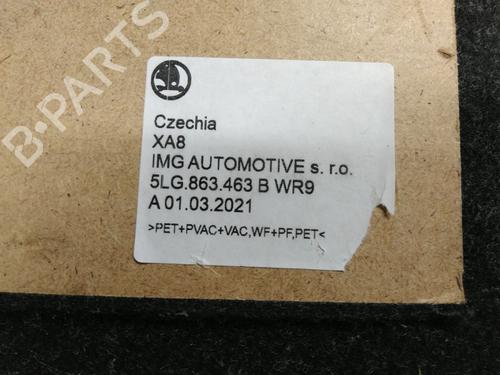 B-PARTS
Czechia
XA8
IMG AUTOMOTIVE s. r.o.
5LG.863.463 B WR9
A 01.03.2021
>PET+PVAC+VAC,WF+PF,PET<